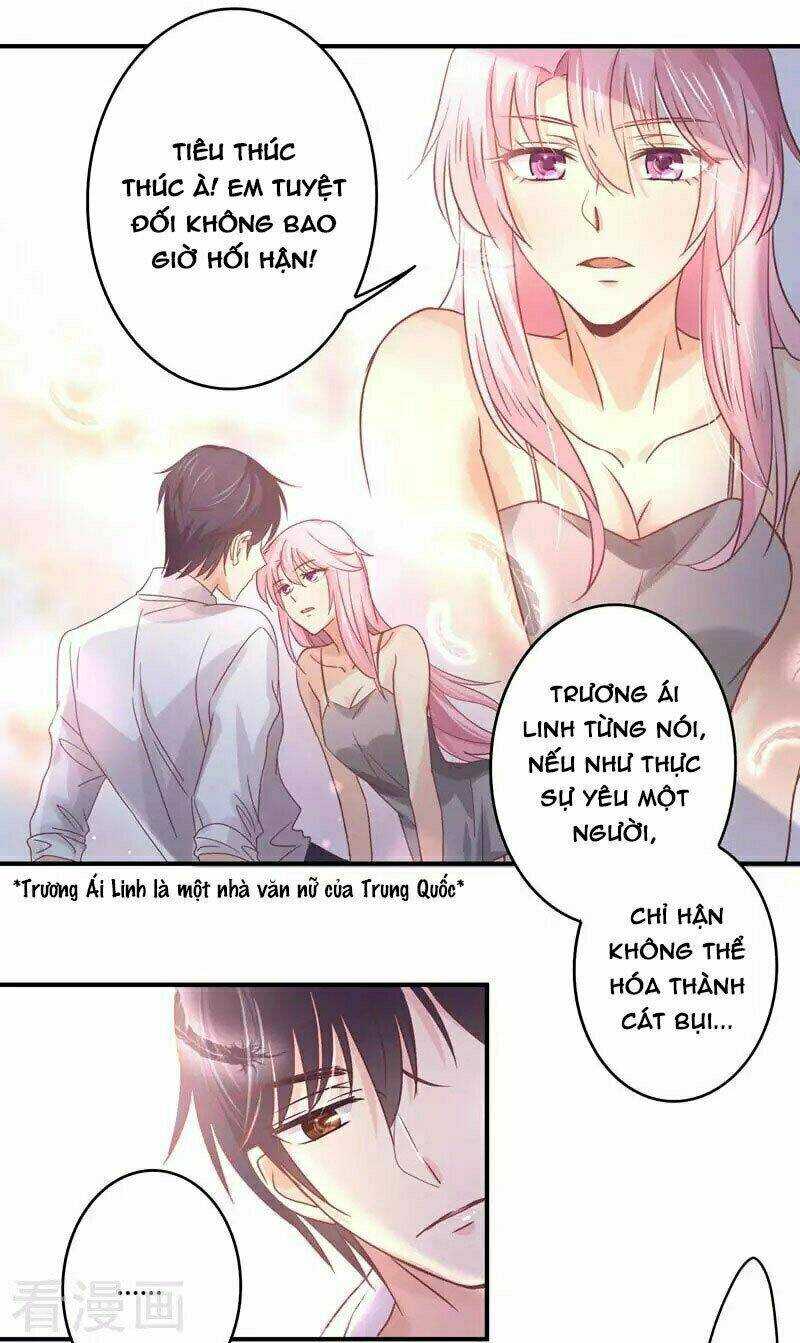 TIÊU THÚC
THÚC À! EM TUYỆT
ĐỐI KHÔNG BAO
GIỜ HỐI HẬN!
TRƯƠNG ÁI
LINH TỪNG NÓI,
NẾU NHƯ THỰC
SỰ YÊU MỘT
NGƯỜI,
*Trương Ái Linh là một nhà văn nữ của Trung Quốc*
CHỈ HẬN
KHÔNG THỂ
HÓA THÀNH
CÁT BỤI...
......
看漫画